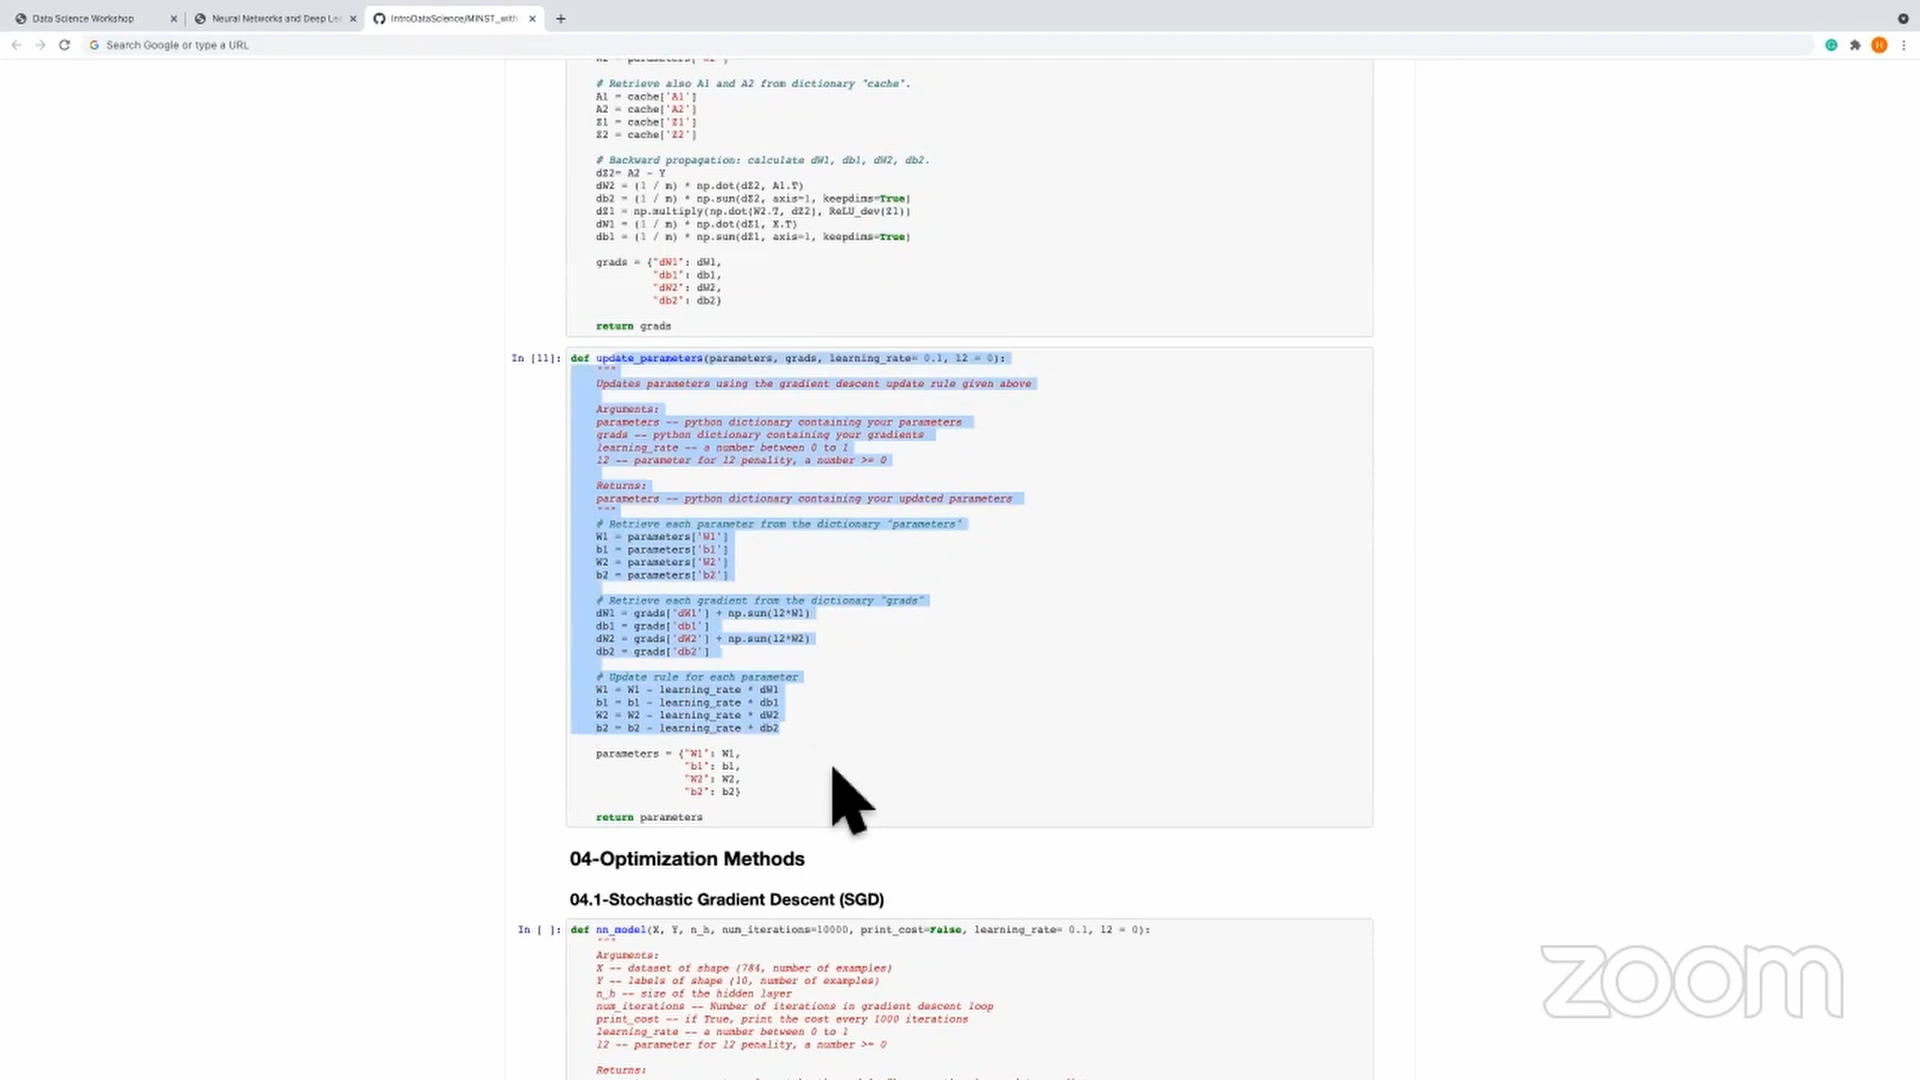 Data Science Workshop
Neural Networks and Deep Le
IntroDataScience/MINST_with
Search Google or type a URL
# Retrieve also A1 and A2 from dictionary "cache".
A1 = cache['A1']
A2 = cache['A2']
Z1 = cache['Z1']
Z2 = cache['Z2']
# Backward propagation: calculate dW1, db1, dW2, db2.
dZ2= A2 - Y
dW2 = (1 / m) * np.dot(dZ2, A1.T)
db2 = (1 / m) * np.sum(dZ2, axis=1, keepdims=True)
dZ1 = np.multiply(np.dot(W2.T, dZ2), ReLU_dev(Z1))
dW1 = (1 / m) * np.dot(dZ1, X.T)
db1 = (1 / m) * np.sum(dZ1, axis=1, keepdims=True)
grads = {"dW1": dW1,
"db1": db1,
"dW2": dW2,
"db2": db2}
return grads
In [11]: def update_parameters(parameters, grads, learning_rate= 0.1, l2 = 0):
"""
Updates parameters using the gradient descent update rule given above
Arguments:
parameters -- python dictionary containing your parameters
grads -- python dictionary containing your gradients
learning_rate -- a number between 0 to 1
l2 -- parameter for l2 penality, a number >= 0
Returns:
parameters -- python dictionary containing your updated parameters
"""
# Retrieve each parameter from the dictionary "parameters"
W1 = parameters['W1']
b1 = parameters['b1']
W2 = parameters['W2']
b2 = parameters['b2']
# Retrieve each gradient from the dictionary "grads"
dW1 = grads['dW1'] + np.sum(l2*W1)
db1 = grads['db1']
dW2 = grads['dW2'] + np.sum(l2*W2)
db2 = grads['db2']
# Update rule for each parameter
W1 = W1 - learning_rate * dW1
b1 = b1 - learning_rate * db1
W2 = W2 - learning_rate * dW2
b2 = b2 - learning_rate * db2
parameters = {"W1": W1,
"b1": b1,
"W2": W2,
"b2": b2}
return parameters
04-Optimization Methods
04.1-Stochastic Gradient Descent (SGD)
In [ ]: def nn_model(X, Y, n_h, num_iterations=10000, print_cost=False, learning_rate= 0.1, l2 = 0):
"""
Arguments:
X -- dataset of shape (784, number of examples)
Y -- labels of shape (10, number of examples)
n_h -- size of the hidden layer
num_iterations -- Number of iterations in gradient descent loop
print_cost -- if True, print the cost every 1000 iterations
learning_rate -- a number between 0 to 1
l2 -- parameter for l2 penality, a number >= 0
Returns:
zoom